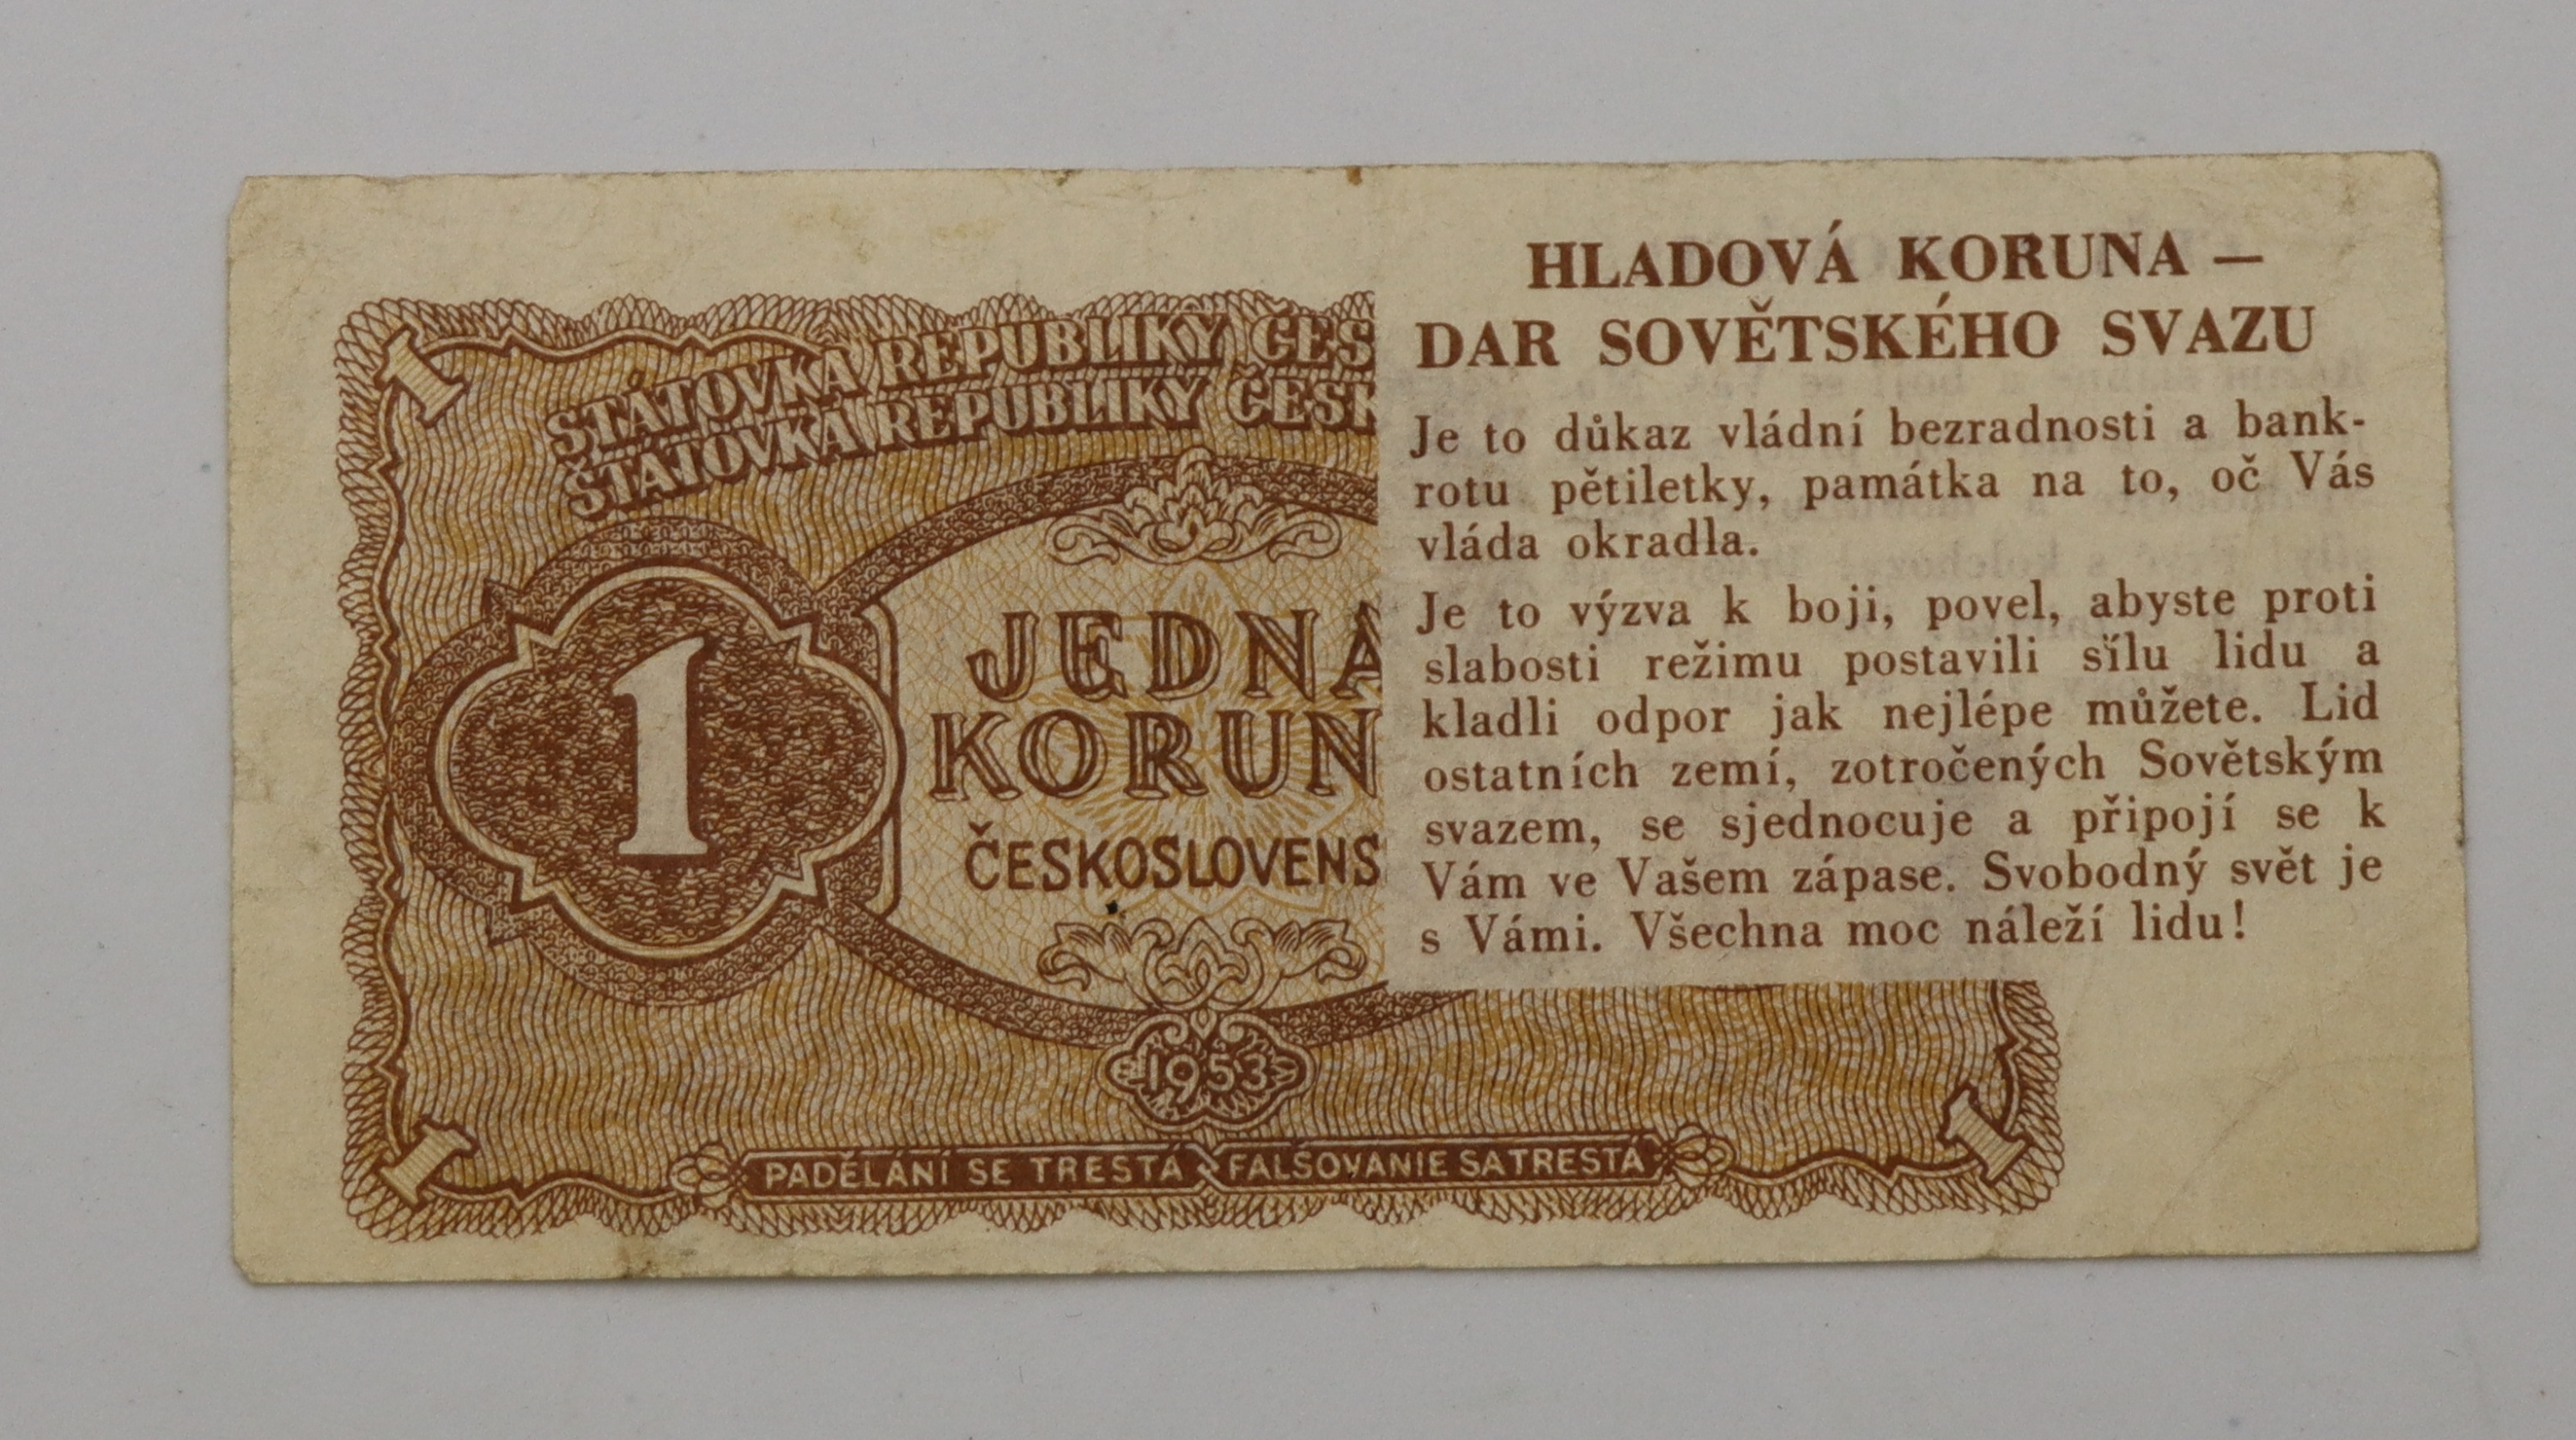 1
STÁTOVKA REPUBLIKY ČES
ŠTÁTOVKA REPUBLIKY ČESK
1
JEDNA
KORUN
ČESKOSLOVENS
1953
1
1
PADĚLÁNÍ SE TRESTÁ FALŠOVANIE SA TRESTÁ
HLADOVÁ KORUNA —
DAR SOVĚTSKÉHO SVAZU
Je to důkaz vládní bezradnosti a bank-
rotu pětiletky, památka na to, oč Vás
vláda okradla.
Je to výzva k boji, povel, abyste proti
slabosti režimu postavili sílu lidu a
kladli odpor jak nejlépe můžete. Lid
ostatních zemí, zotročených Sovětským
svazem, se sjednocuje a připojí se k
Vám ve Vašem zápase. Svobodný svět je
s Vámi. Všechna moc náleží lidu!